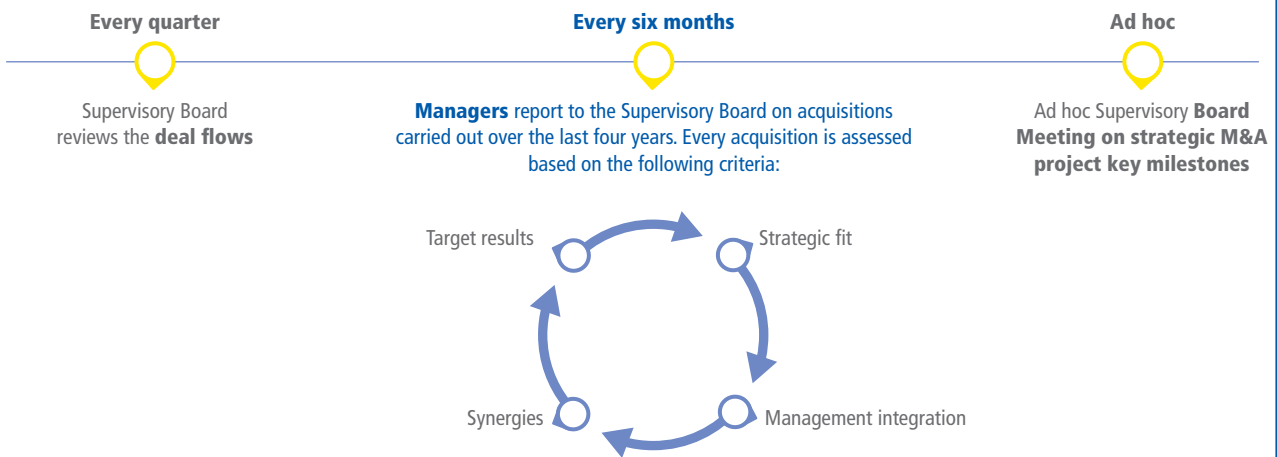 Every quarter
Supervisory Board
reviews the deal flows
Every six months
Managers report to the Supervisory Board on acquisitions
carried out over the last four years. Every acquisition is assessed
based on the following criteria:
Ad hoc
Ad hoc Supervisory Board
Meeting on strategic M&A
project key milestones
Target results
Strategic fit
Synergies
Management integration